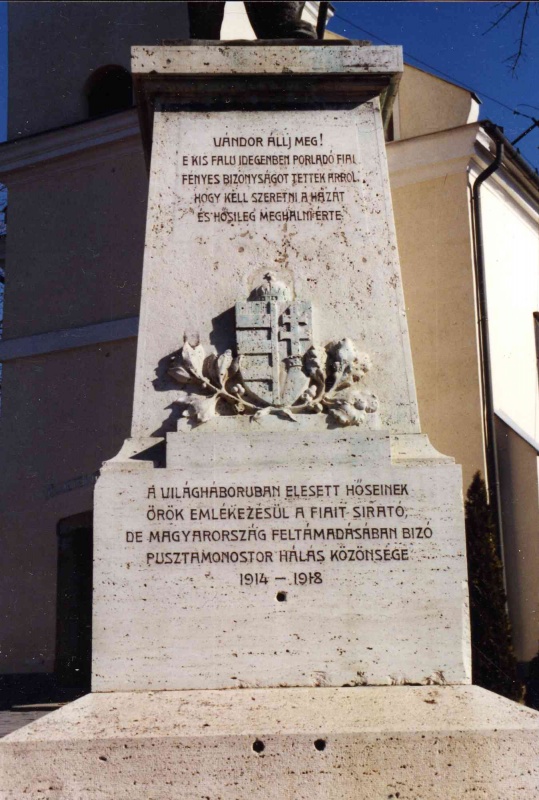 VÁNDOR ÁLLJ MEG!
E KIS FALU IDEGENBEN PORLADÓ FIAI
FÉNYES BIZONYSÁGOT TETTEK ARRÓL,
HOGY KELL SZERETNI A HAZÁT
ÉS HŐSILEG MEGHALNI ÉRTE
A VILÁGHÁBORUBAN ELESETT HŐSEINEK
ÖRÖK EMLÉKEZÉSÜL A FIAIT SIRATÓ,
DE MAGYARORSZÁG FELTÁMADÁSÁBAN BIZÓ
PUSZTAMONOSTOR HÁLÁS KÖZÖNSÉGE
1914 – 1918